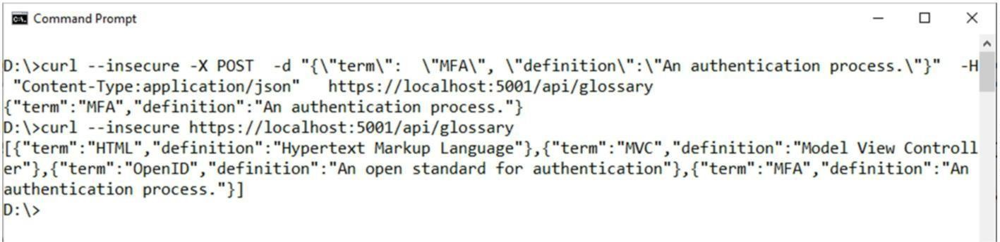 Command Prompt
D:\>curl --insecure -X POST  -d "{\"term\":  \"MFA\", \"definition\":\"An authentication process.\"}"  -H
 "Content-Type:application/json"   https://localhost:5001/api/glossary
{"term":"MFA","definition":"An authentication process."}
D:\>curl --insecure https://localhost:5001/api/glossary
[{"term":"HTML","definition":"Hypertext Markup Language"},{"term":"MVC","definition":"Model View Controll
er"},{"term":"OpenID","definition":"An open standard for authentication"},{"term":"MFA","definition":"An
authentication process."}]
D:\>